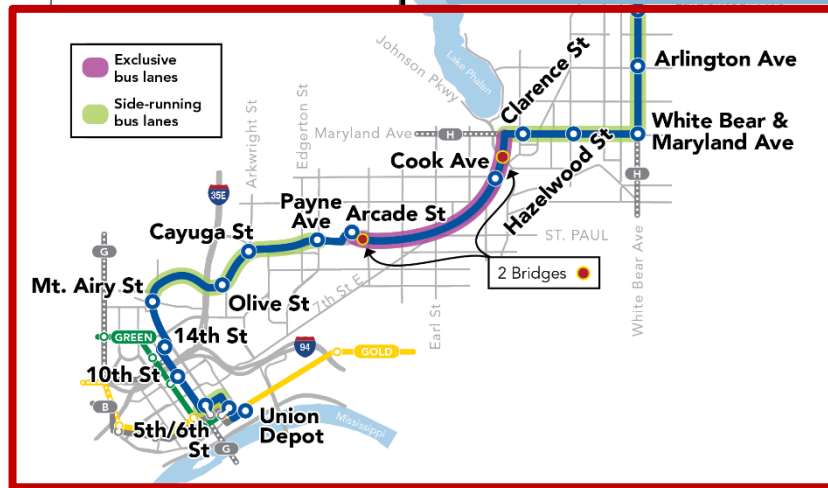 Exclusive
bus lanes
Side-running
bus lanes
Johnson Pkwy
Lake Phalen
Clarence St
Arlington Ave
Maryland Ave
H
White Bear &
Maryland Ave
Cook Ave
Hazelwood St
H
Arkwright St
Edgerton St
35E
Payne
Ave
Arcade St
Cayuga St
ST. PAUL
G
2 Bridges
Mt. Airy St
Olive St
7th St E
Earl St
White Bear Ave
GREEN
14th St
94
GOLD
10th St
B
5th/6th
St
G
Union
Depot
Mississippi